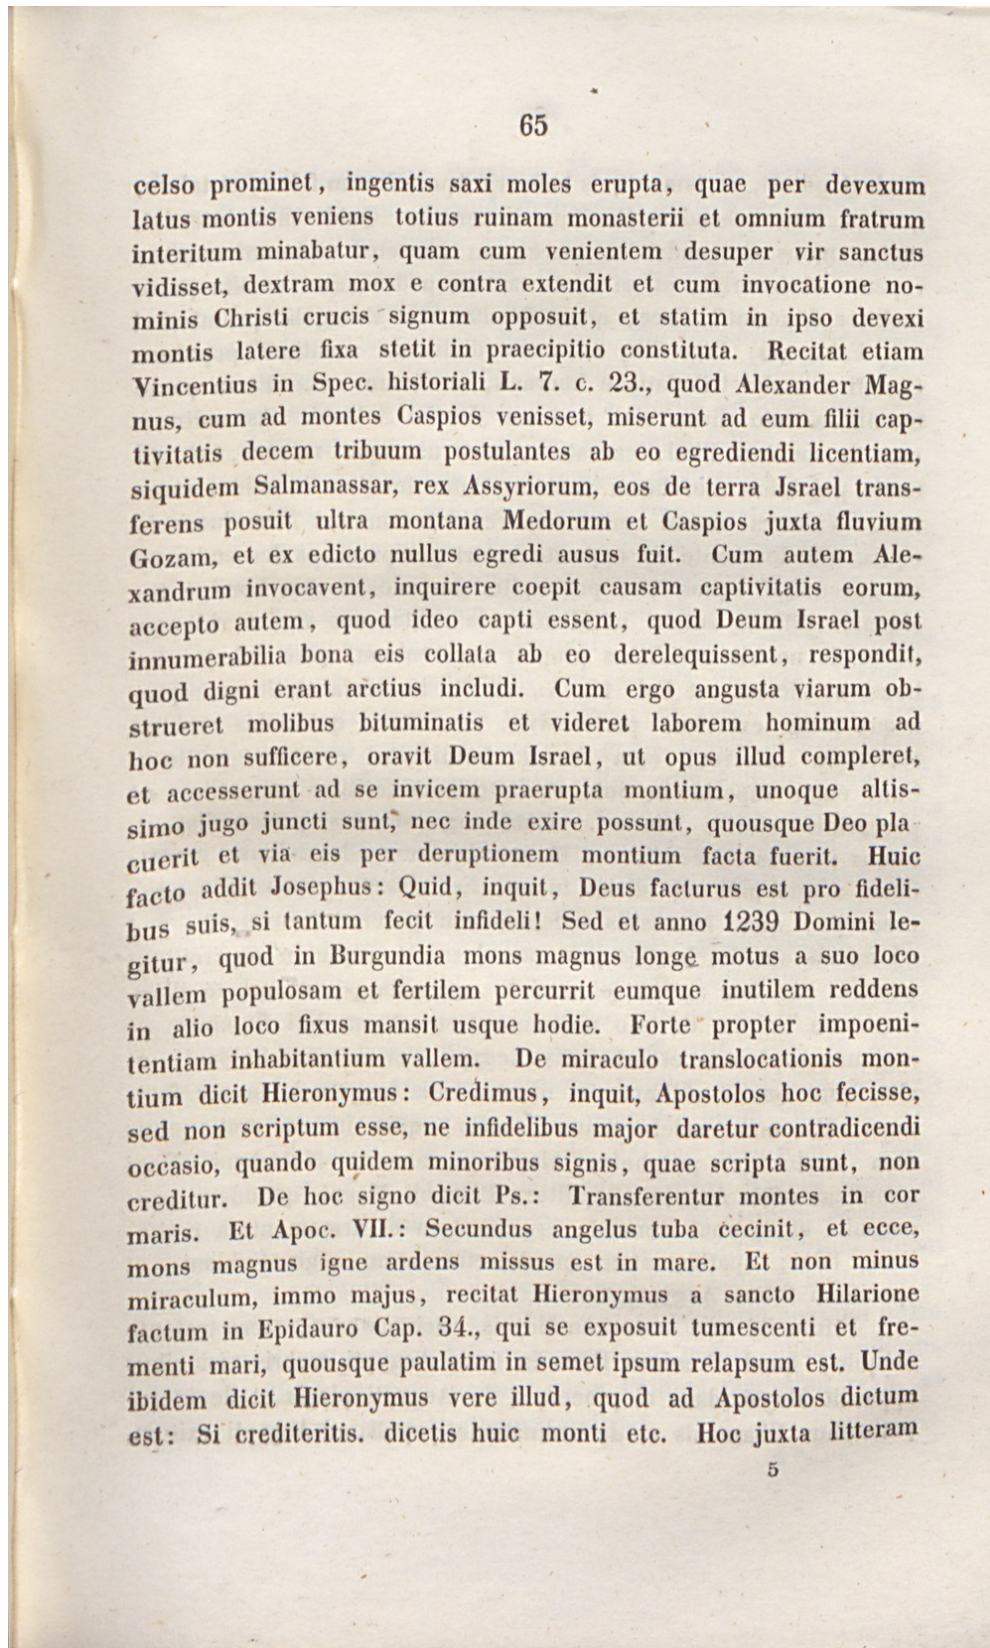 65
celso prominet, ingentis saxi moles erupta, quae per devexum
latus montis veniens totius ruinam monasterii et omnium fratrum
interitum minabatur, quam cum venientem desuper vir sanctus
vidisset, dextram mox e contra extendit et cum invocatione no-
minis Christi crucis signum opposuit, et statim in ipso devexi
montis latere fixa stetit in praecipitio constituta. Recitat etiam
Vincentius in Spec. historiali L. 7. c. 23., quod Alexander Mag-
nus, cum ad montes Caspios venisset, miserunt ad eum filii cap-
tivitatis decem tribuum postulantes ab eo egrediendi licentiam,
siquidem Salmanassar, rex Assyriorum, eos de terra Jsrael trans-
ferens posuit ultra montana Medorum et Caspios juxta fluvium
Gozam, et ex edicto nullus egredi ausus fuit. Cum autem Ale-
xandrum invocavent, inquirere coepit causam captivitatis eorum,
accepto autem, quod ideo capti essent, quod Deum Israel post
innumerabilia bona eis collata ab eo derelequissent, respondit,
quod digni erant arctius includi. Cum ergo angusta viarum ob-
strueret molibus bituminatis et videret laborem hominum ad
hoc non sufficere, oravit Deum Israel, ut opus illud compleret,
et accesserunt ad se invicem praerupta montium, unoque altis-
simo jugo juncti sunt, nec inde exire possunt, quousque Deo pla-
cuerit et via eis per deruptionem montium facta fuerit. Huic
facto addit Josephus: Quid, inquit, Deus facturus est pro fideli-
bus suis, si tantum fecit infideli! Sed et anno 1239 Domini le-
gitur, quod in Burgundia mons magnus longe motus a suo loco
vallem populosam et fertilem percurrit eumque inutilem reddens
in alio loco fixus mansit usque hodie. Forte propter impoeni-
tentiam inhabitantium vallem. De miraculo translocationis mon-
tium dicit Hieronymus: Credimus, inquit, Apostolos hoc fecisse,
sed non scriptum esse, ne infidelibus major daretur contradicendi
occasio, quando quidem minoribus signis, quae scripta sunt, non
creditur. De hoc signo dicit Ps.: Transferentur montes in cor
maris. Et Apoc. VII.: Secundus angelus tuba cecinit, et ecce,
mons magnus igne ardens missus est in mare. Et non minus
miraculum, immo majus, recitat Hieronymus a sancto Hilarione
factum in Epidauro Cap. 34., qui se exposuit tumescenti et fre-
menti mari, quousque paulatim in semet ipsum relapsum est. Unde
ibidem dicit Hieronymus vere illud, quod ad Apostolos dictum
est: Si crediteritis. dicetis huic monti etc. Hoc juxta litteram
5